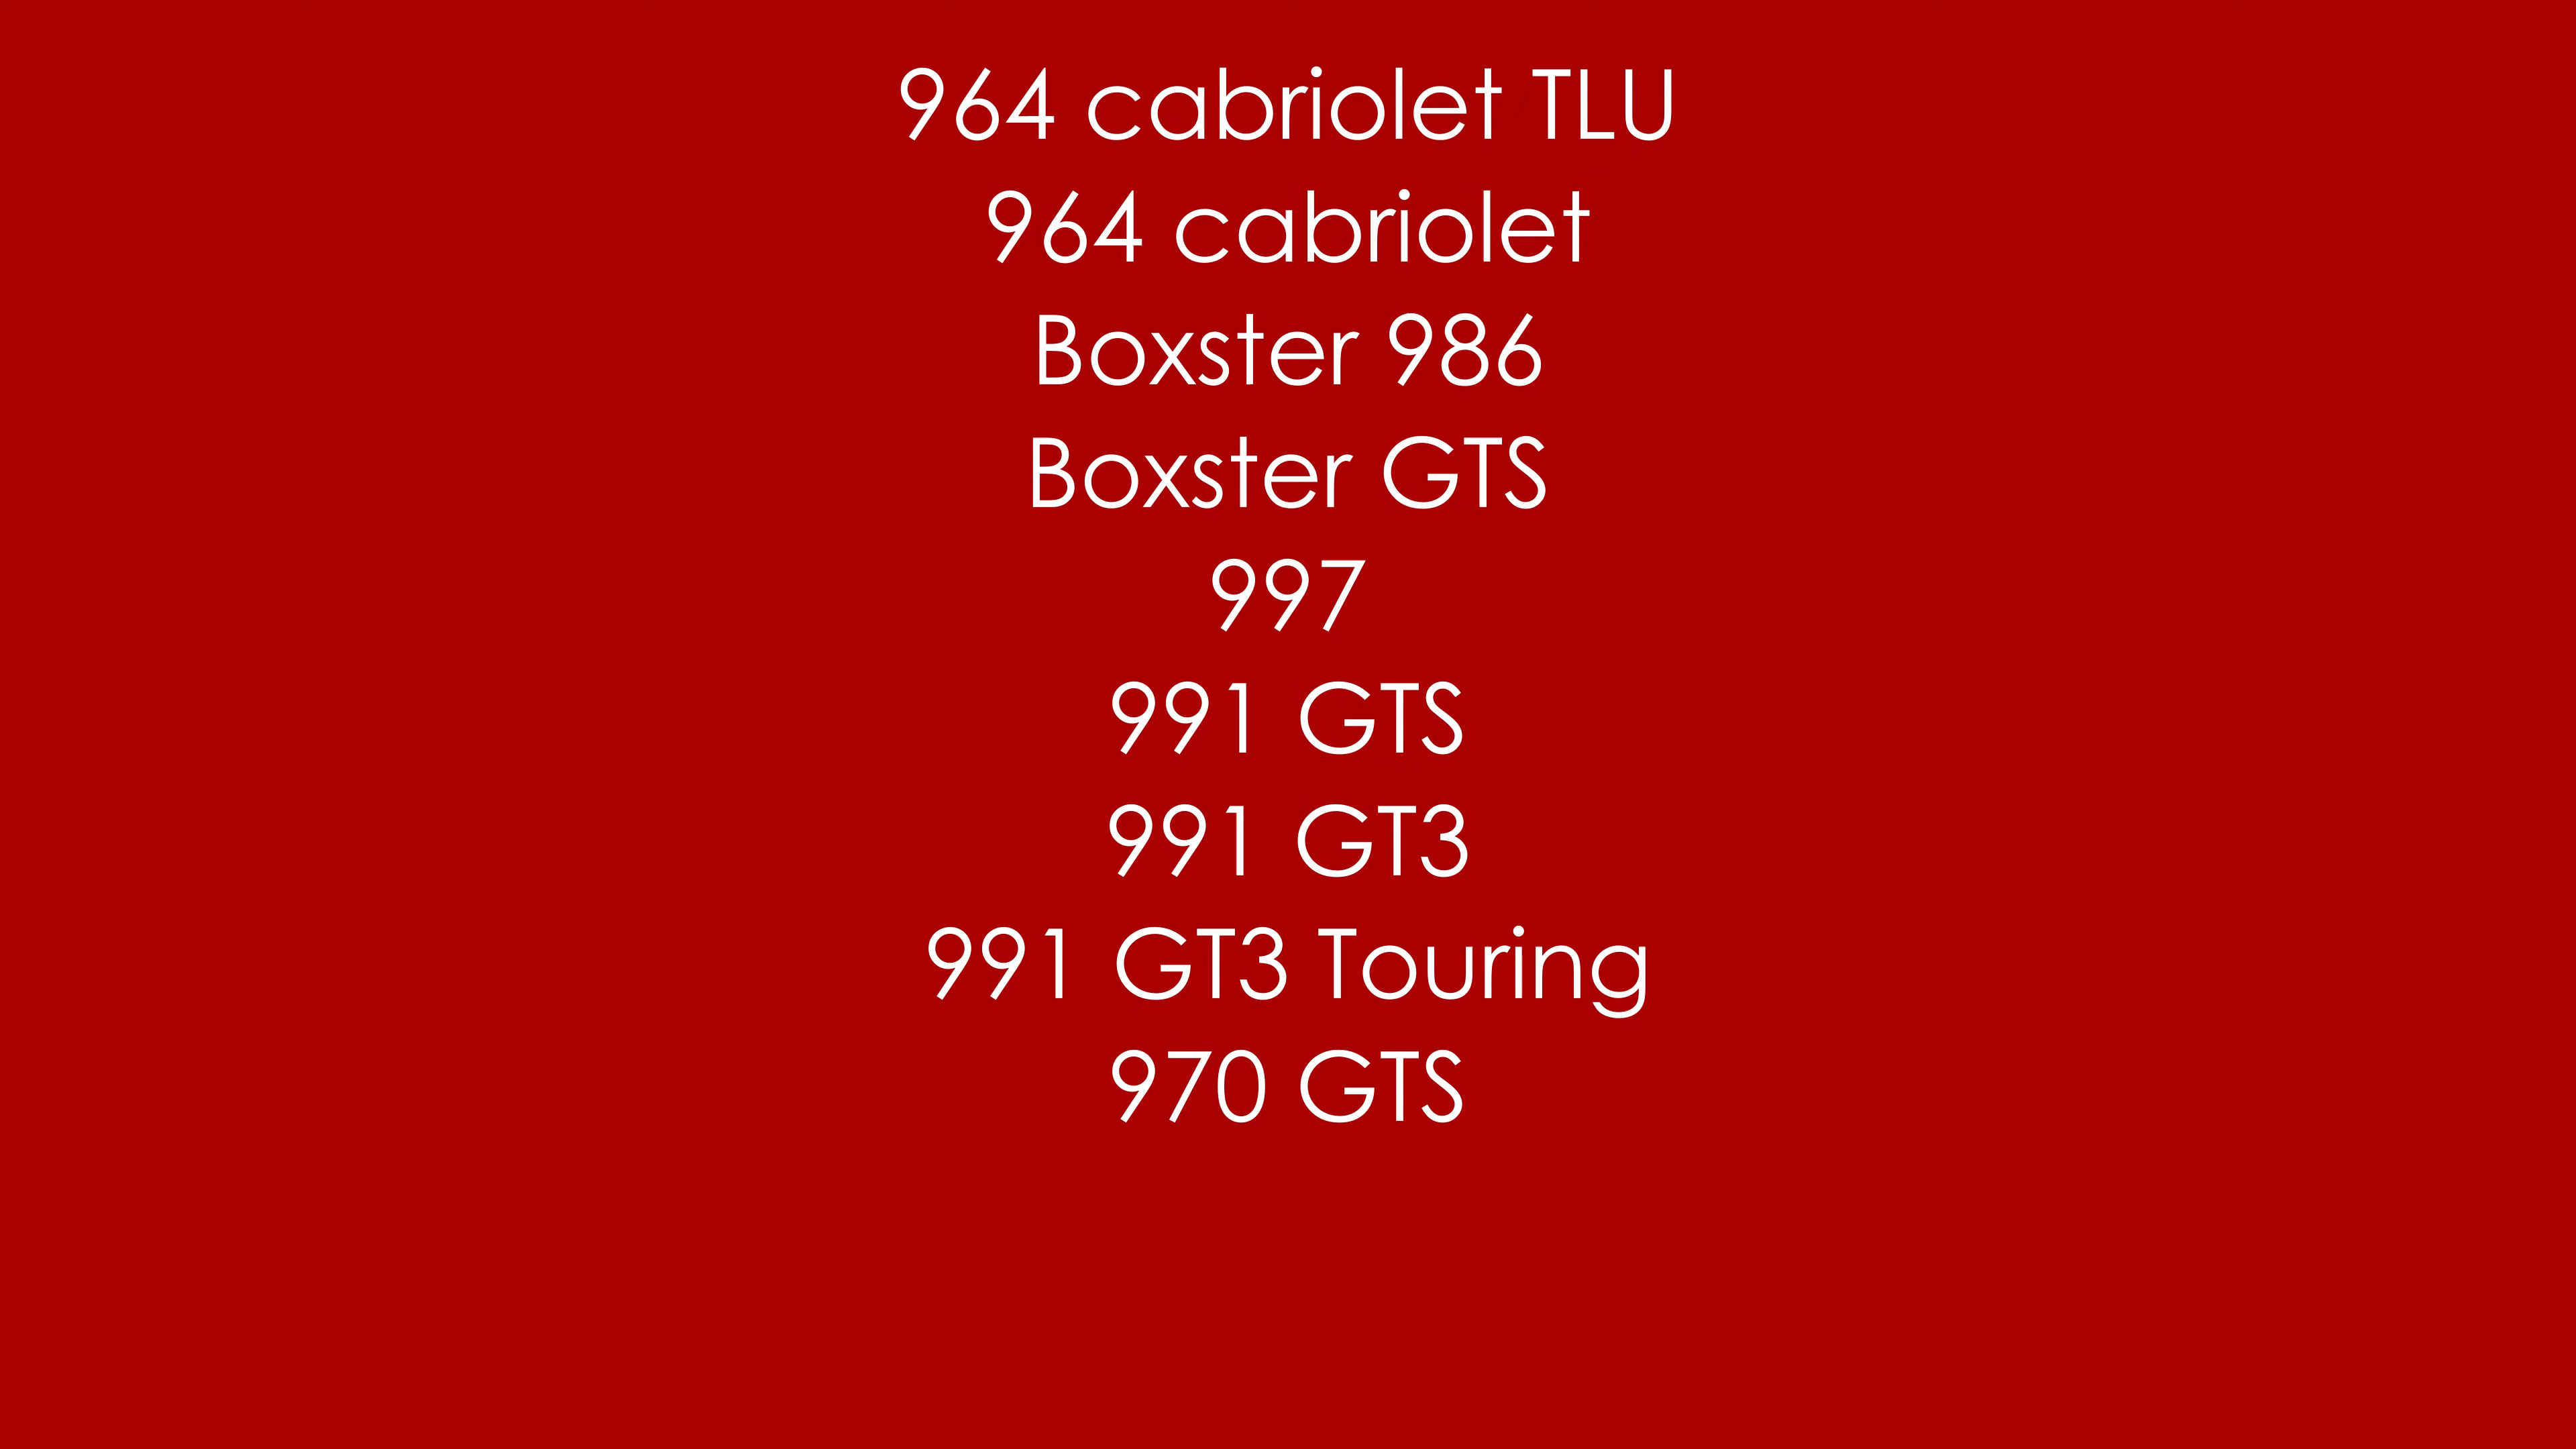 964 cabriolet TLU
964 cabriolet
Boxster 986
Boxster GTS
997
991 GTS
991 GT3
991 GT3 Touring
970 GTS